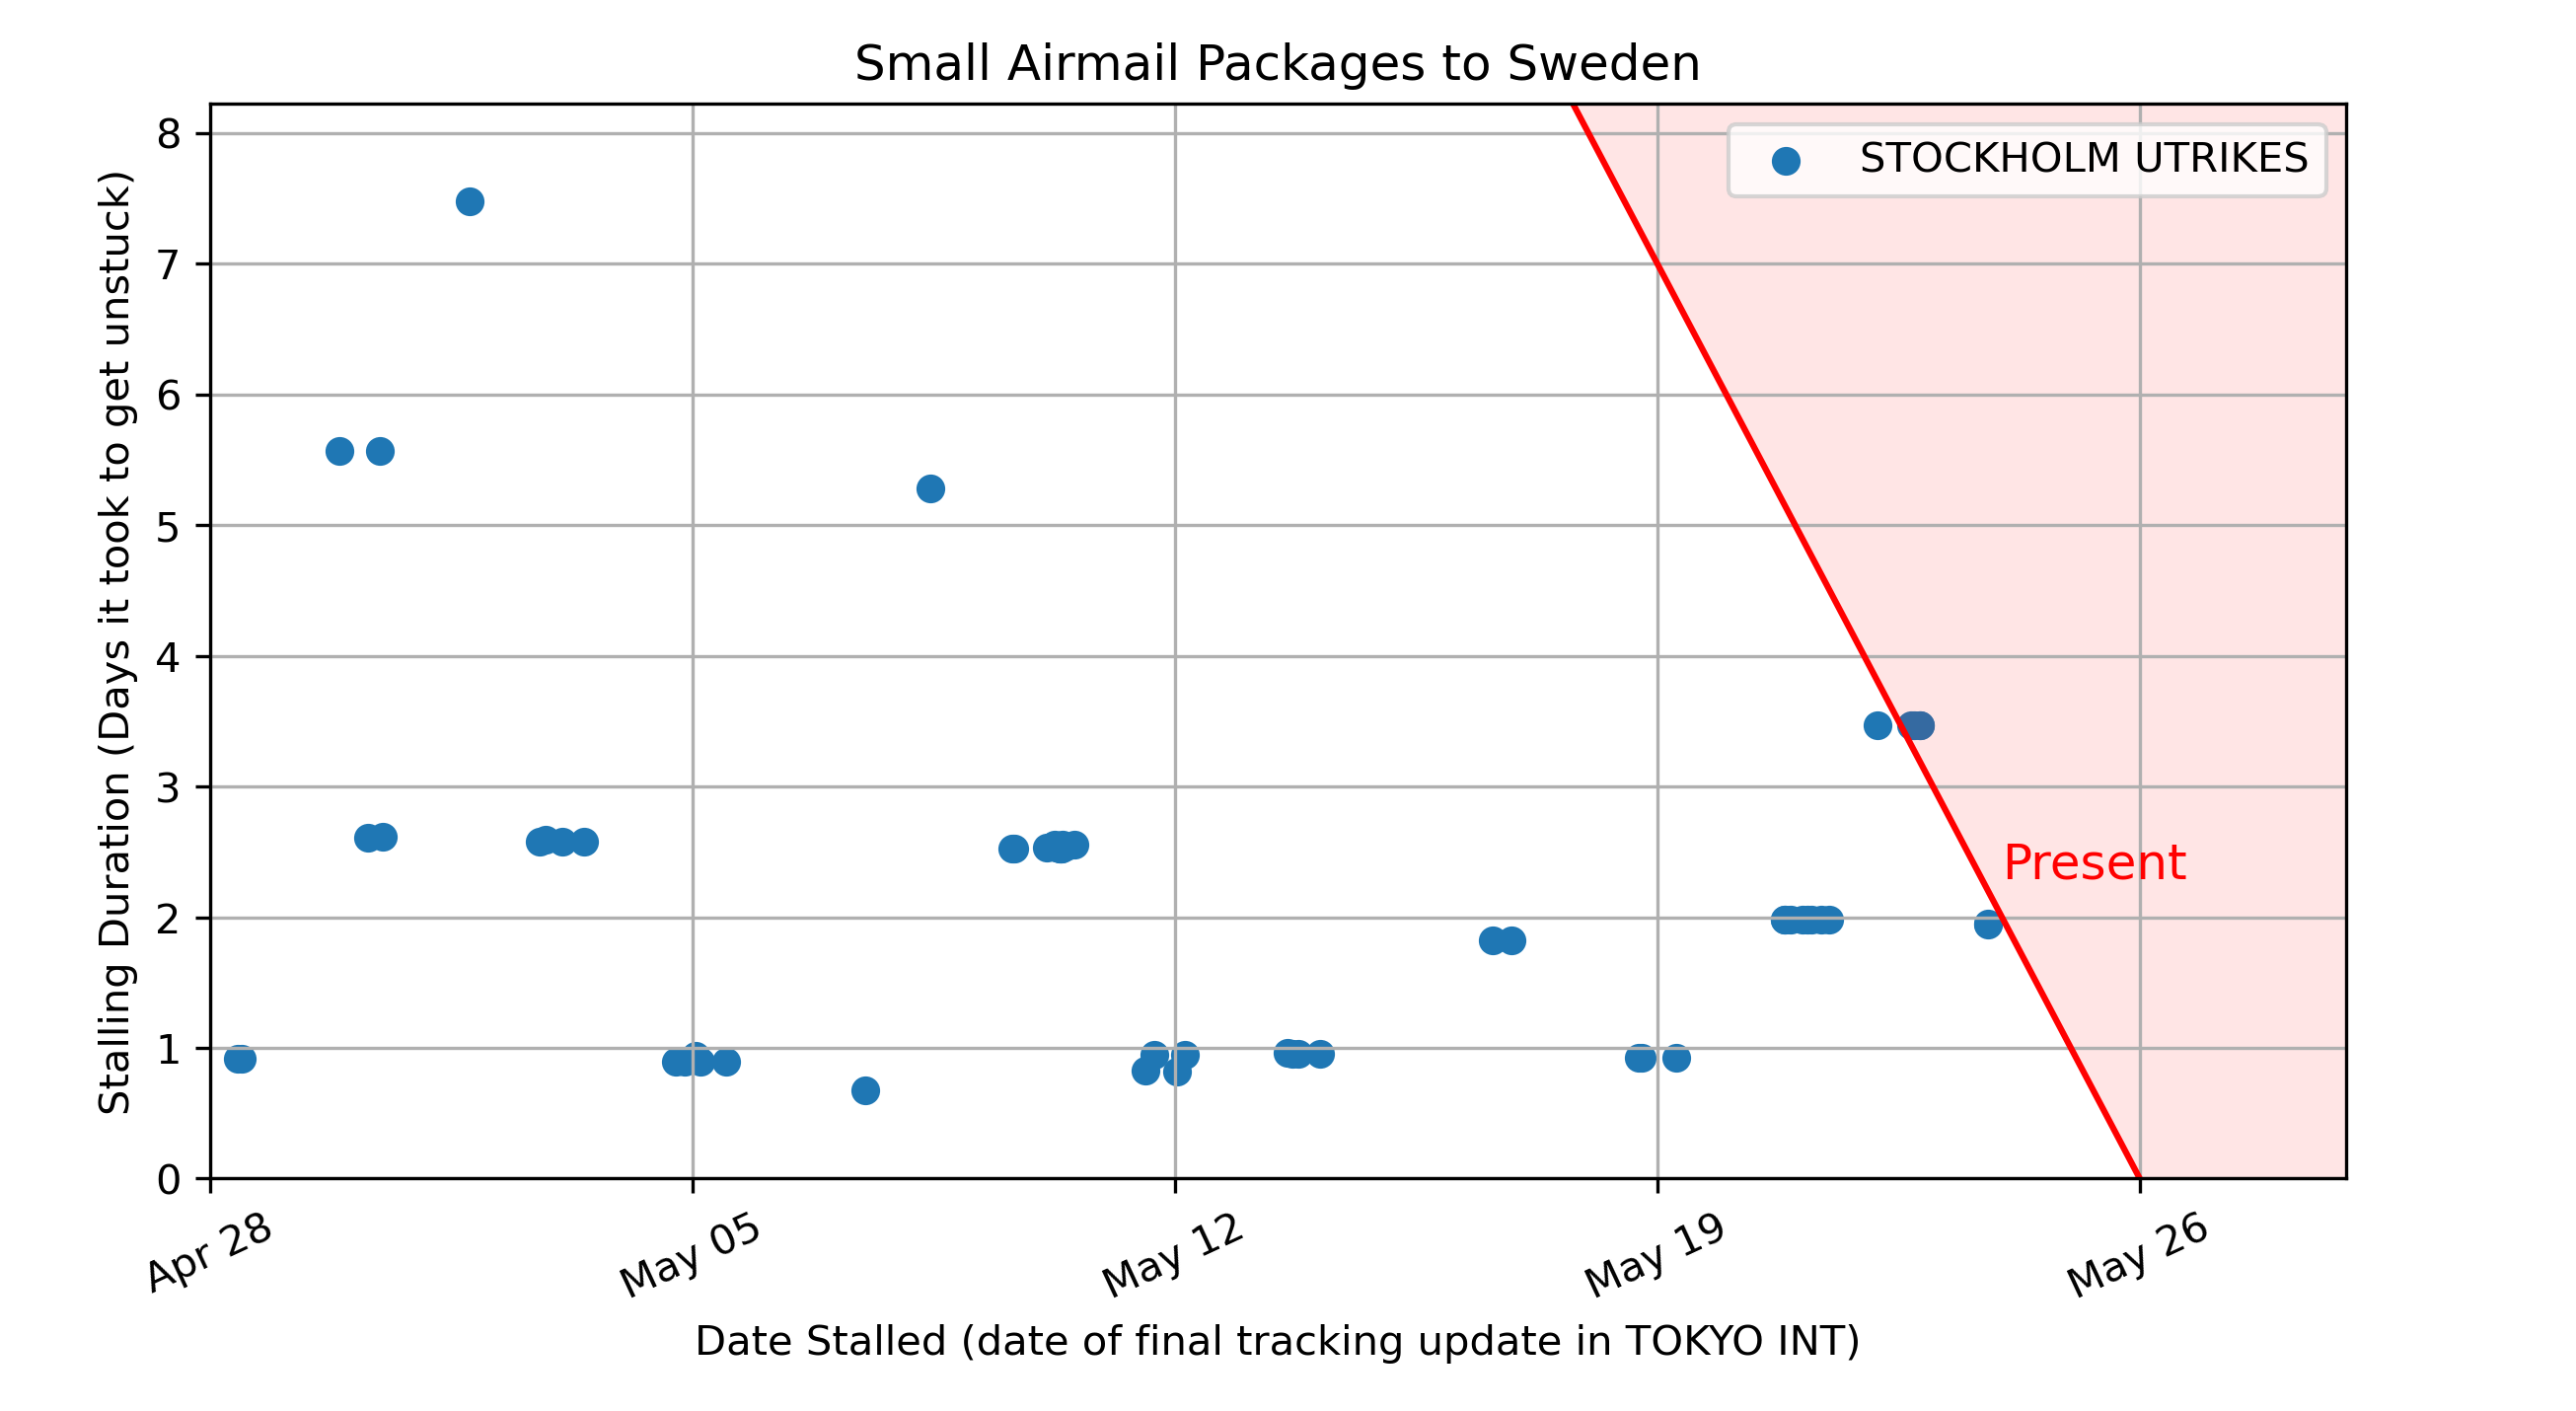 Small Airmail Packages to Sweden
STOCKHOLM UTRIKES
Stalling Duration (Days it took to get unstuck)
8
7
6
5
4
3
2
1
0
Present
Apr 28
May 05
May 12
May 19
May 26
Date Stalled (date of final tracking update in TOKYO INT)